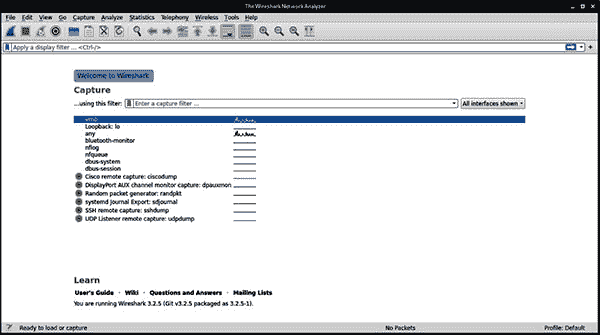 The Wireshark Network Analyzer
File Edit View Go Capture Analyze Statistics Telephony Wireless Tools Help
Apply a display filter ... <Ctrl-/>
Welcome to Wireshark
Capture
...using this filter: Enter a capture filter ... All interfaces shown
Loopback: lo
any
bluetooth-monitor
nflog
nfqueue
dbus-system
dbus-session
Cisco remote capture: ciscodump
DisplayPort AUX channel monitor capture: dpauxmon
Random packet generator: randpkt
systemd Journal Export: sdjournal
SSH remote capture: sshdump
UDP Listener remote capture: udpdump
Learn
User's Guide · Wiki · Questions and Answers · Mailing Lists
You are running Wireshark 3.2.5 (Git v3.2.5 packaged as 3.2.5-1).
Ready to load or capture No Packets Profile: Default